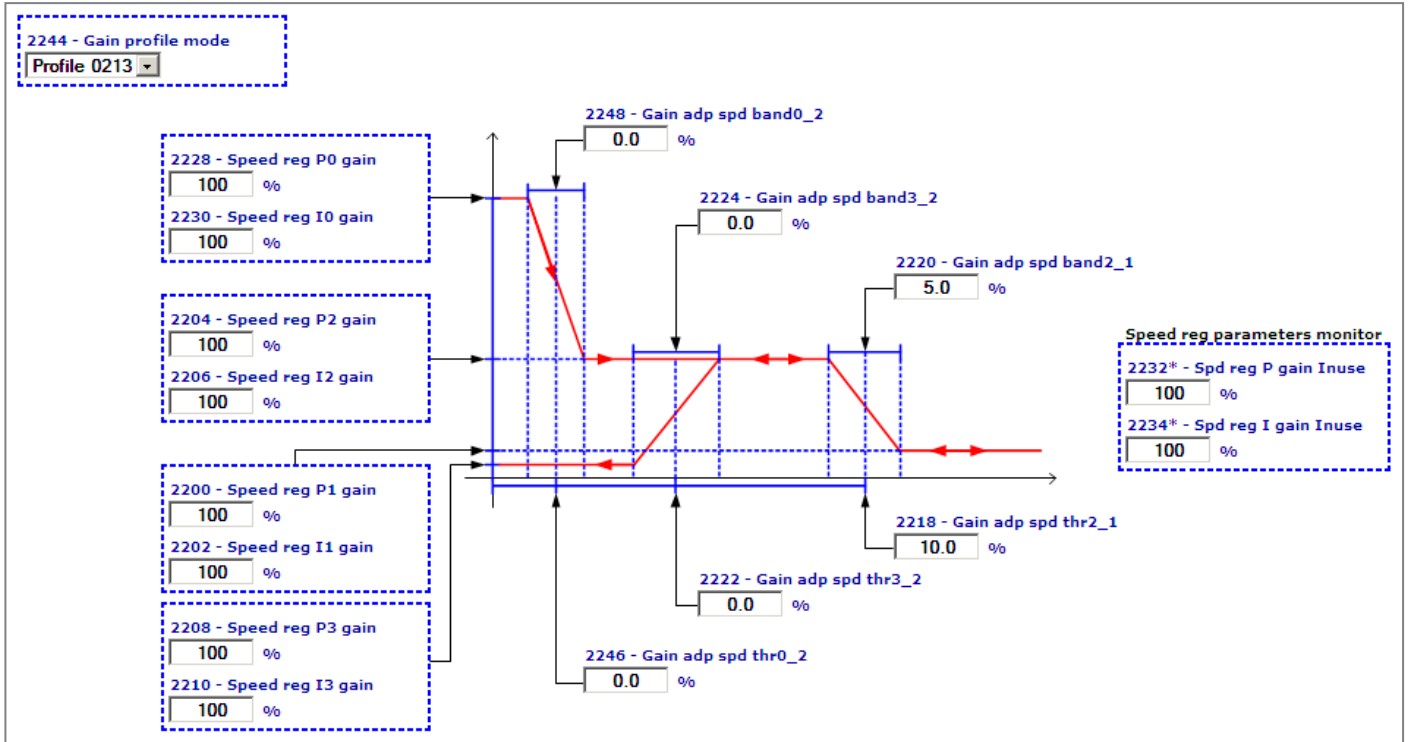 2244 - Gain profile mode
Profile 0213
2248 - Gain adp spd band0_2
0.0 %
2228 - Speed reg P0 gain
100 %
2230 - Speed reg I0 gain
100 %
2224 - Gain adp spd band3_2
0.0 %
2220 - Gain adp spd band2_1
5.0 %
2204 - Speed reg P2 gain
100 %
2206 - Speed reg I2 gain
100 %
Speed reg parameters monitor
2232* - Spd reg P gain Inuse
100 %
2234* - Spd reg I gain Inuse
100 %
2200 - Speed reg P1 gain
100 %
2202 - Speed reg I1 gain
100 %
2218 - Gain adp spd thr2_1
10.0 %
2222 - Gain adp spd thr3_2
0.0 %
2208 - Speed reg P3 gain
100 %
2210 - Speed reg I3 gain
100 %
2246 - Gain adp spd thr0_2
0.0 %